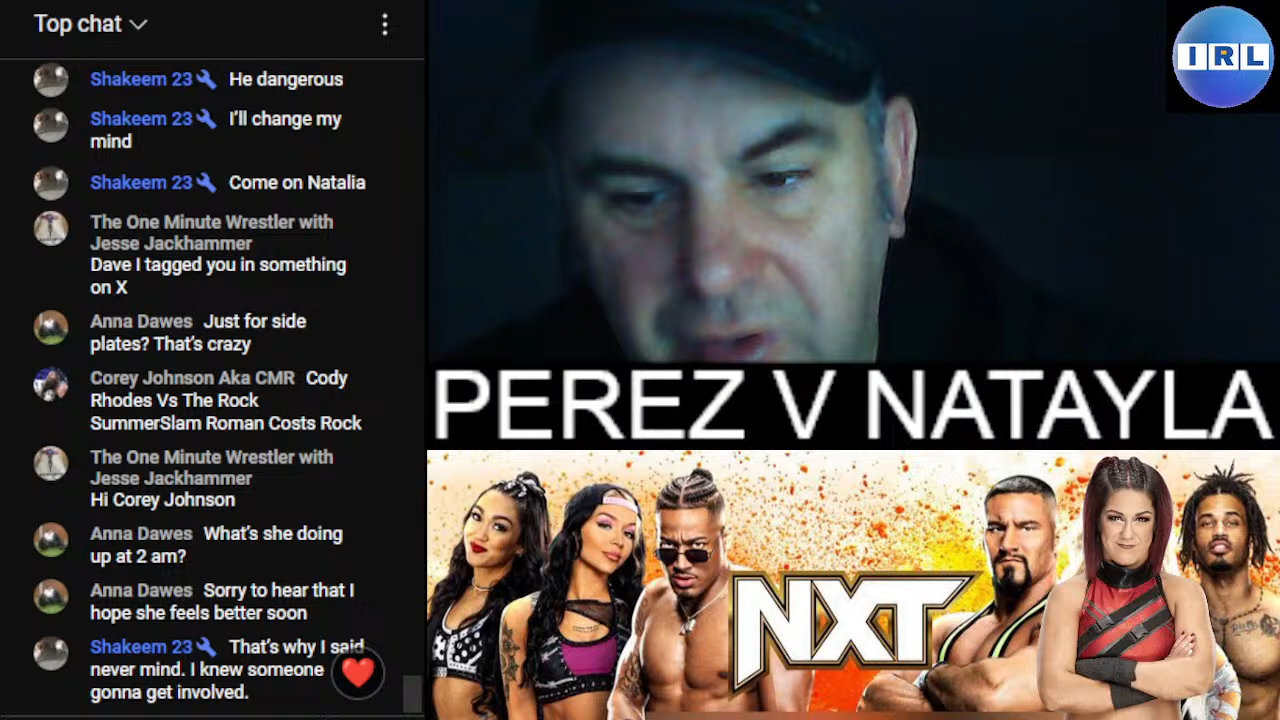 Top chat
Shakeem 23 He dangerous
Shakeem 23 I'll change my
mind
Shakeem 23 Come on Natalia
The One Minute Wrestler with
Jesse Jackhammer
Dave I tagged you in something
on X
Anna Dawes Just for side
plates? That's crazy
Corey Johnson Aka CMR Cody
Rhodes Vs The Rock
SummerSlam Roman Costs Rock
The One Minute Wrestler with
Jesse Jackhammer
Hi Corey Johnson
Anna Dawes What's she doing
up at 2 am?
Anna Dawes Sorry to hear that I
hope she feels better soon
Shakeem 23 That's why I said
never mind. I knew someone
gonna get involved.
IRL
PEREZ V NATAYLA
NXT